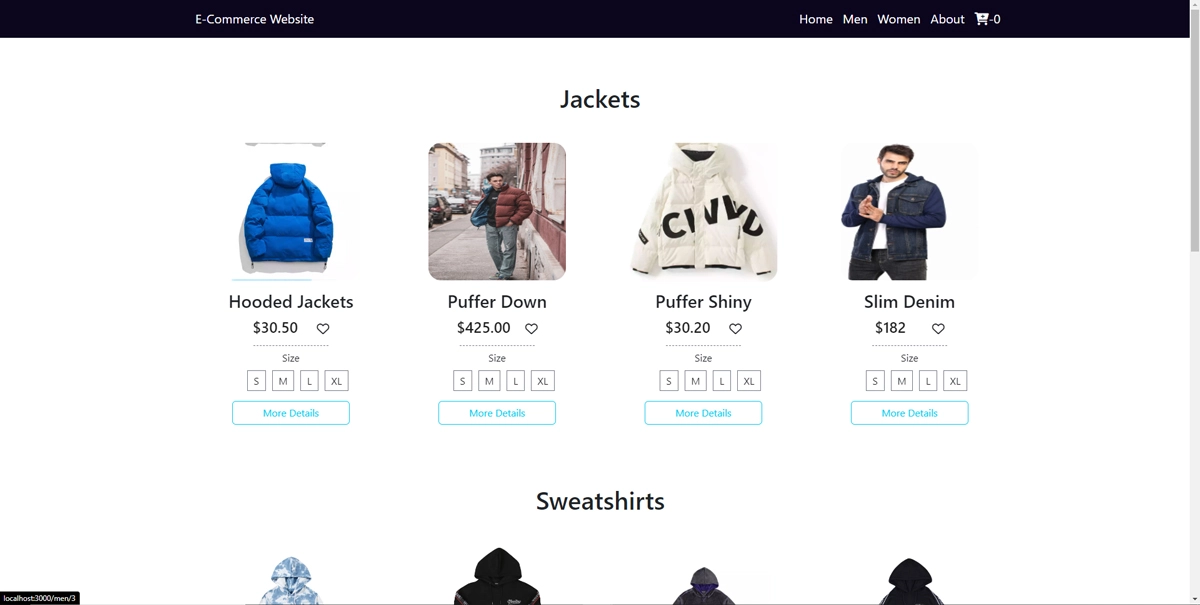 E-Commerce Website
Home Men Women About -0
Jackets
CVVLD
Hooded Jackets
$30.50
Size
S M L XL
More Details
Puffer Down
$425.00
Size
S M L XL
More Details
Puffer Shiny
$30.20
Size
S M L XL
More Details
Slim Denim
$182
Size
S M L XL
More Details
Sweatshirts
localhost:3000/men/3